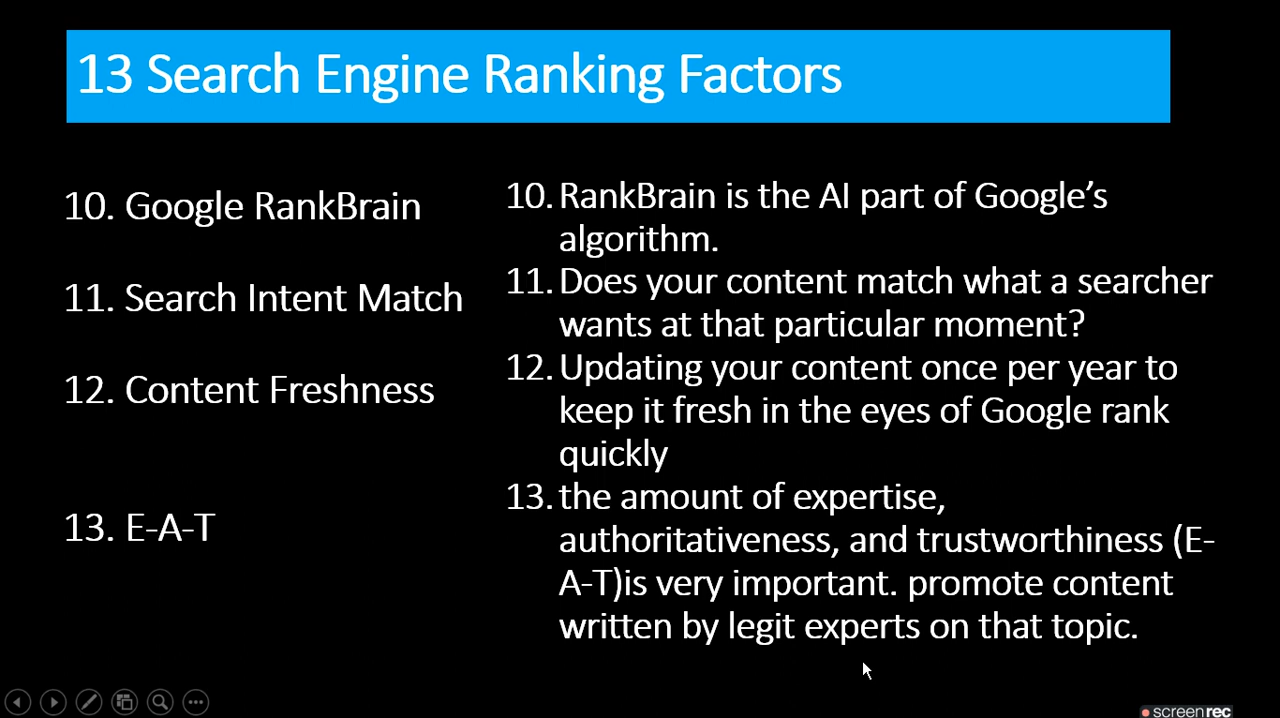 13 Search Engine Ranking Factors
10. Google RankBrain
11. Search Intent Match
12. Content Freshness
13. E-A-T
10. RankBrain is the AI part of Google’s
algorithm.
11. Does your content match what a searcher
wants at that particular moment?
12. Updating your content once per year to
keep it fresh in the eyes of Google rank
quickly
13. the amount of expertise,
authoritativeness, and trustworthiness (E-
A-T)is very important. promote content
written by legit experts on that topic.
screenrec